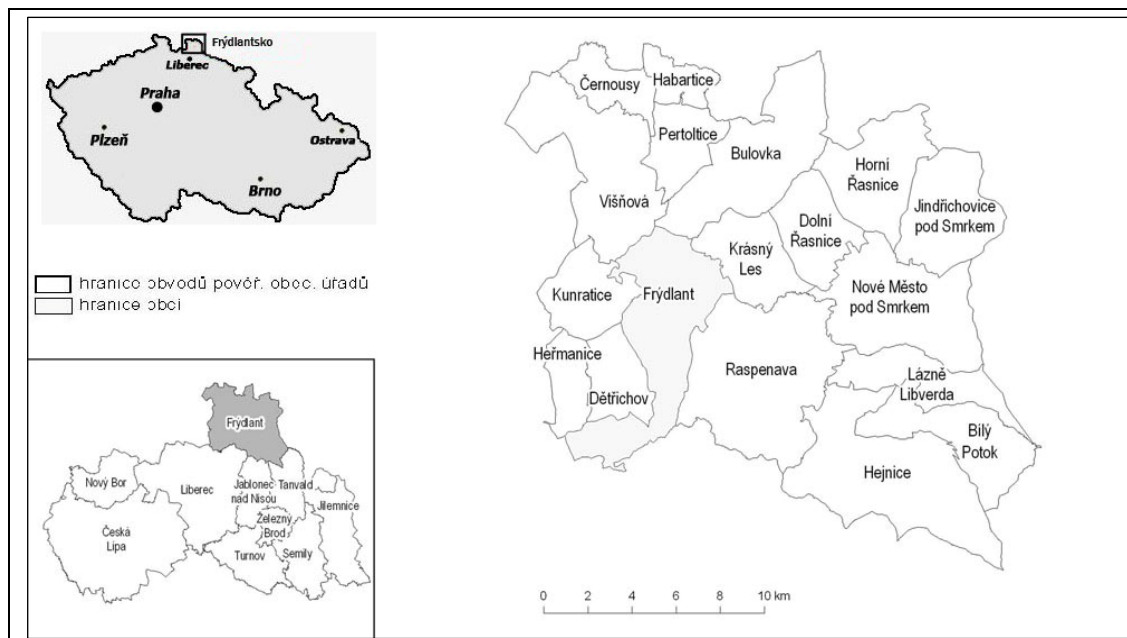 Frýdlantsko
Liberec
Praha
Plzeň
Ostrava
Brno
hranice obvodů pověř. obec. úřadů
hranice obcí
Frýdlant
Nový Bor
Liberec
Jablonec
nad Nisou
Tanvald
Jilemnice
Železný
Brod
Česká
Lípa
Turnov
Semily
Černousy
Habartice
Pertoltice
Bulovka
Horní
Řasnice
Višňová
Jindřichovice
pod Smrkem
Dolní
Řasnice
Krásný
Les
Kunratice
Frýdlant
Nové Město
pod Smrkem
Heřmanice
Raspenava
Lázně
Libverda
Dětřichov
Bílý
Potok
Hejnice
0 2 4 6 8 10 km